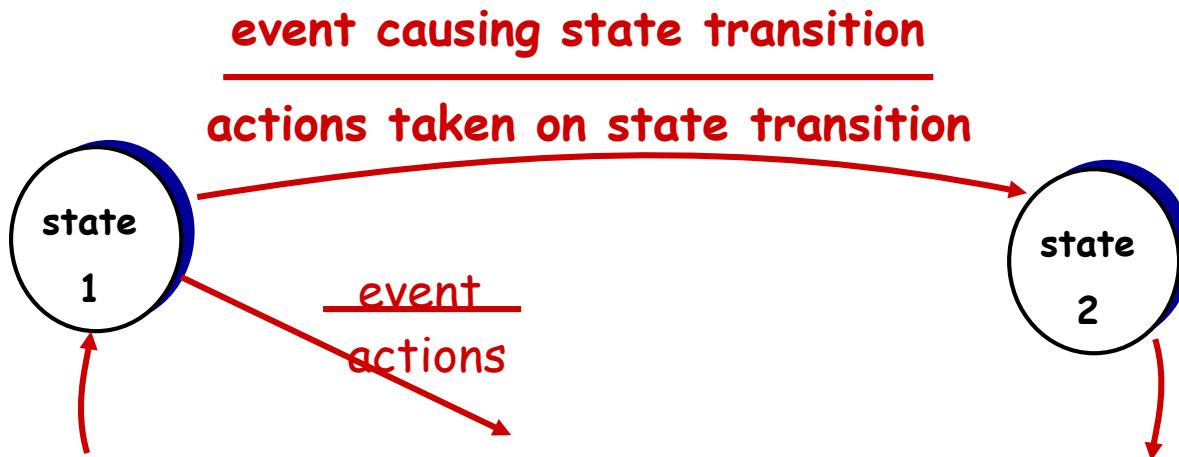 event causing state transition
actions taken on state transition
state
1
state
2
event
actions